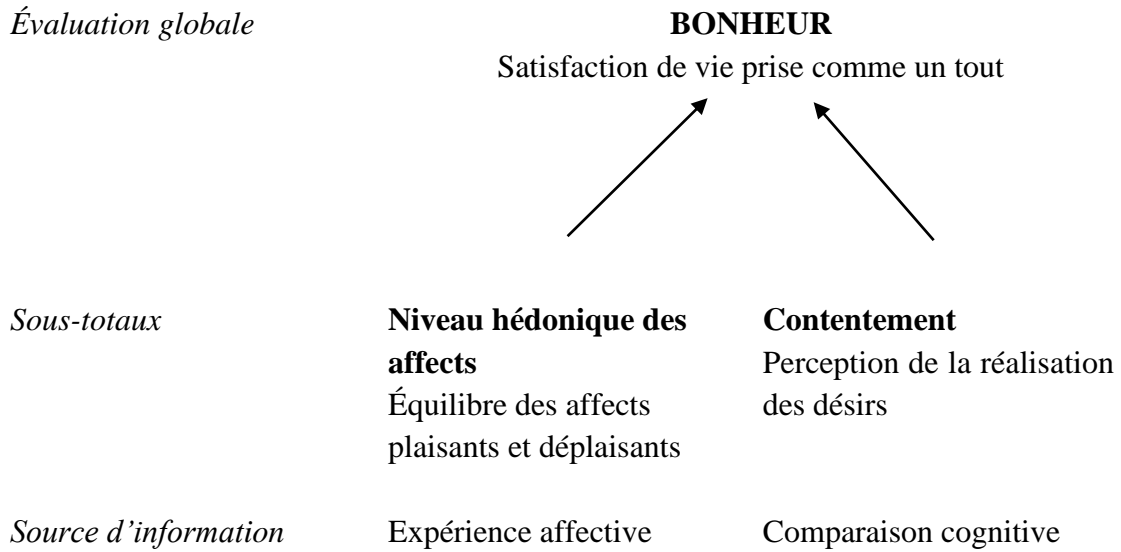 Évaluation globale BONHEUR
Satisfaction de vie prise comme un tout
Sous-totaux Niveau hédonique des Contentement
affects Perception de la réalisation
Équilibre des affects des désirs
plaisants et déplaisants
Source d’information Expérience affective Comparaison cognitive